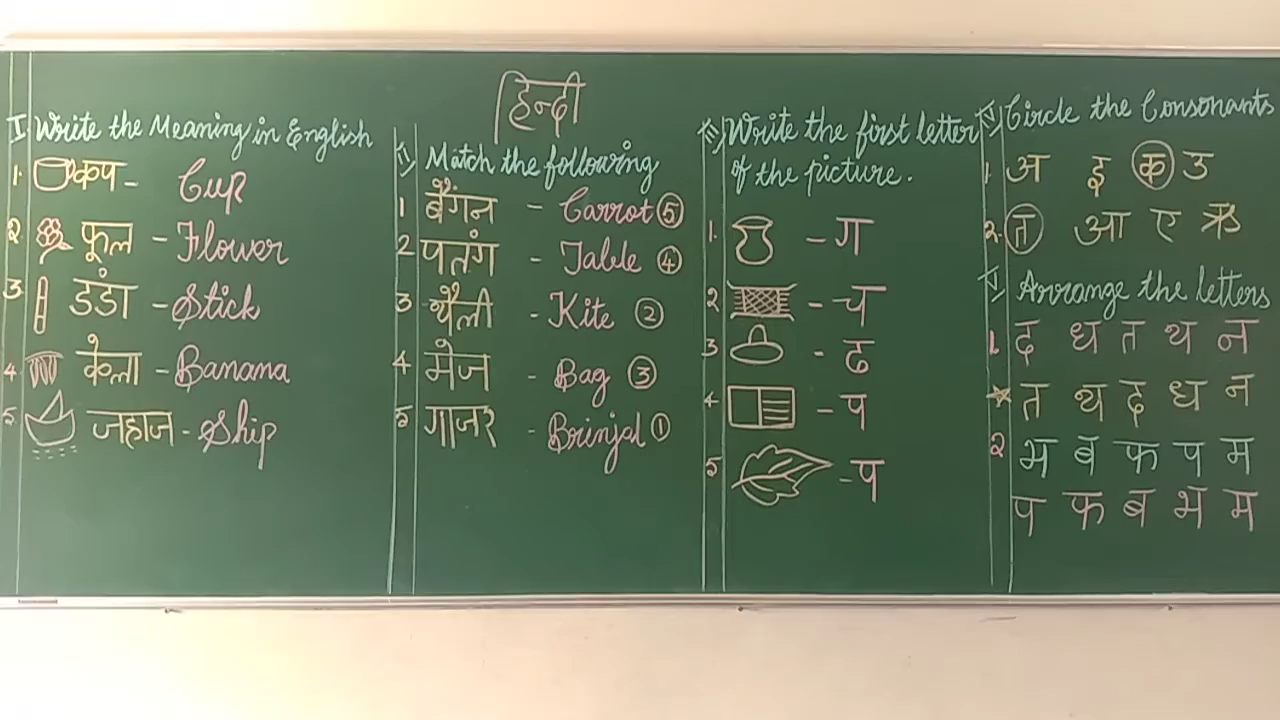 हिन्दी
I Write the Meaning in English
1. कप - Cup
2 फूल - Flower
3 डंडा - Stick
4. केला - Banana
5 जहाज - Ship
II) Match the following
1 बैंगन - Carrot ⑤
2 पतंग - Table ④
3 थैली - Kite ②
4 मेज - Bag ③
5 गाजर - Brinjal ①
III) Write the first letter
of the picture.
1. - ग
2 - च
3 - ढ
4 - प
5 - प
IV) Circle the Consonants
1. अ इ क उ
2. त आ ए ऋ
V) Arrange the letters
1. द ध त थ न
त थ द ध न
2 भ ब फ प म
प फ ब भ म